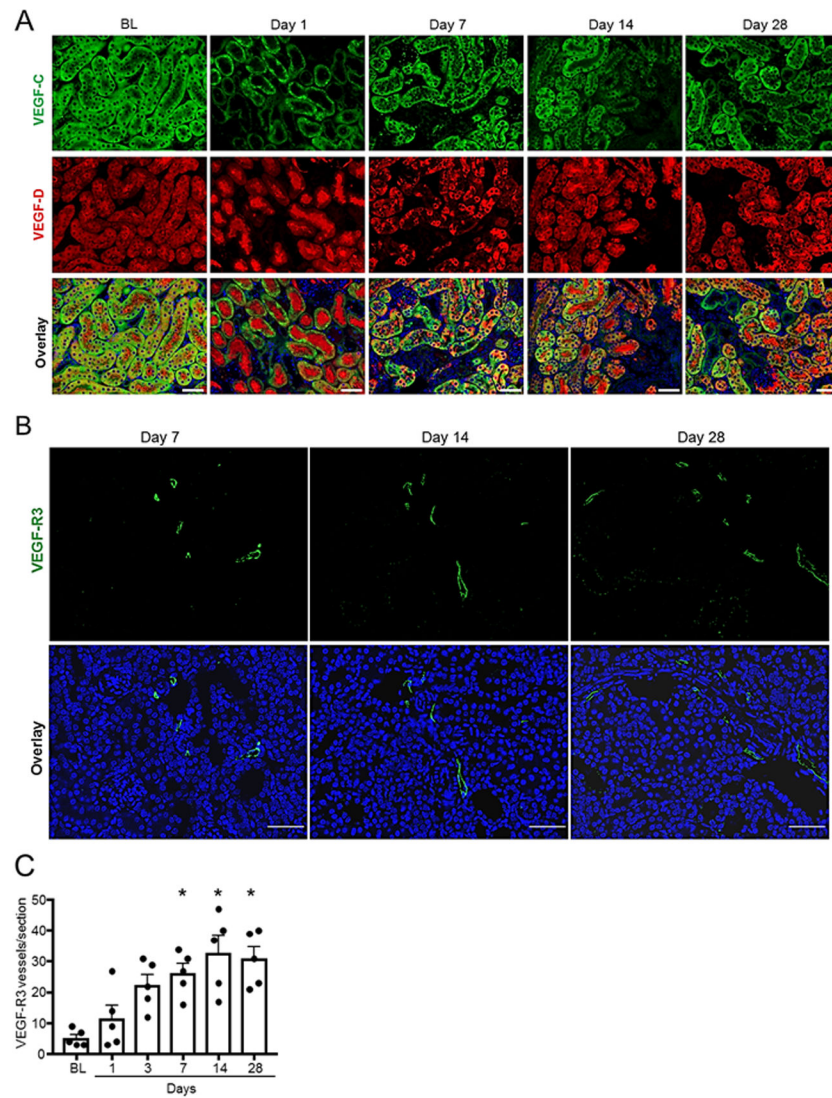 A
BL Day 1 Day 7 Day 14 Day 28
VEGF-C
VEGF-D
Overlay
B
Day 7 Day 14 Day 28
VEGF-R3
Overlay
C
* * *
VEGF-R3 vessels/section
50
40
30
20
10
0
BL 1 3 7 14 28
Days